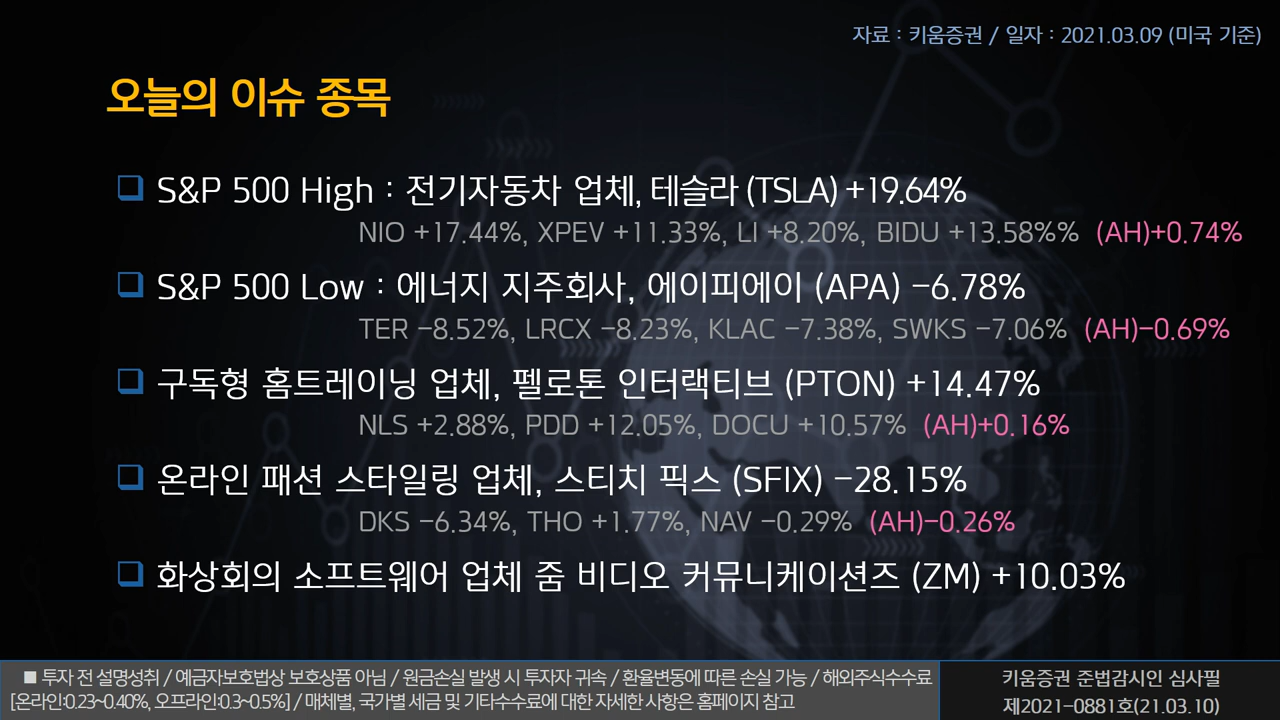 자료 : 키움증권 / 일자 : 2021.03.09 (미국 기준)
오늘의 이슈 종목
❑ S&P 500 High : 전기자동차 업체, 테슬라 (TSLA) +19.64%
NIO +17.44%, XPEV +11.33%, LI +8.20%, BIDU +13.58%% (AH)+0.74%
❑ S&P 500 Low : 에너지 지주회사, 에이피에이 (APA) -6.78%
TER -8.52%, LRCX -8.23%, KLAC -7.38%, SWKS -7.06% (AH)-0.69%
❑ 구독형 홈트레이닝 업체, 펠로톤 인터랙티브 (PTON) +14.47%
NLS +2.88%, PDD +12.05%, DOCU +10.57% (AH)+0.16%
❑ 온라인 패션 스타일링 업체, 스티치 픽스 (SFIX) -28.15%
DKS -6.34%, THO +1.77%, NAV -0.29% (AH)-0.26%
❑ 화상회의 소프트웨어 업체 줌 비디오 커뮤니케이션즈 (ZM) +10.03%
■ 투자 전 설명성취 / 예금자보호법상 보호상품 아님 / 원금손실 발생 시 투자자 귀속 / 환율변동에 따른 손실 가능 / 해외주식수수료
[온라인:0.23~0.40%, 오프라인:0.3~0.5%] / 매체별, 국가별 세금 및 기타수수료에 대한 자세한 사항은 홈페이지 참고
키움증권 준법감시인 심사필
제2021-0881호(21.03.10)